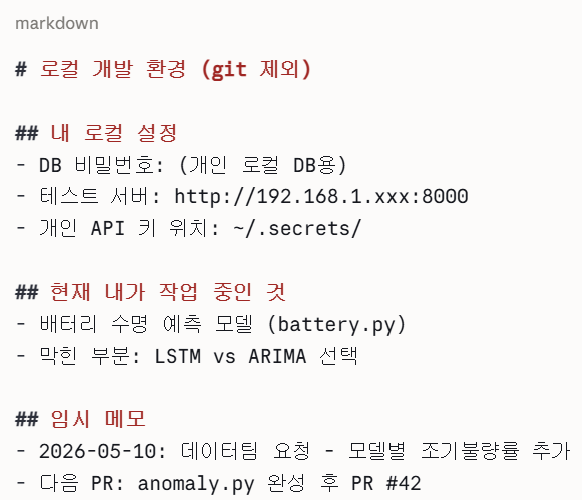 markdown
# 로컬 개발 환경 (git 제외)
## 내 로컬 설정
- DB 비밀번호: (개인 로컬 DB용)
- 테스트 서버: http://192.168.1.xxx:8000
- 개인 API 키 위치: ~/.secrets/
## 현재 내가 작업 중인 것
- 배터리 수명 예측 모델 (battery.py)
- 막힌 부분: LSTM vs ARIMA 선택
## 임시 메모
- 2026-05-10: 데이터팀 요청 - 모델별 조기불량률 추가
- 다음 PR: anomaly.py 완성 후 PR #42